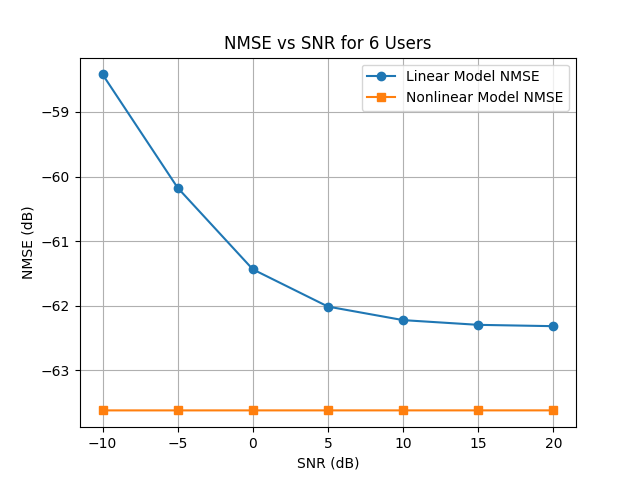 NMSE vs SNR for 6 Users
Linear Model NMSE
Nonlinear Model NMSE
NMSE (dB)
−59
−60
−61
−62
−63
−10
−5
0
5
10
15
20
SNR (dB)